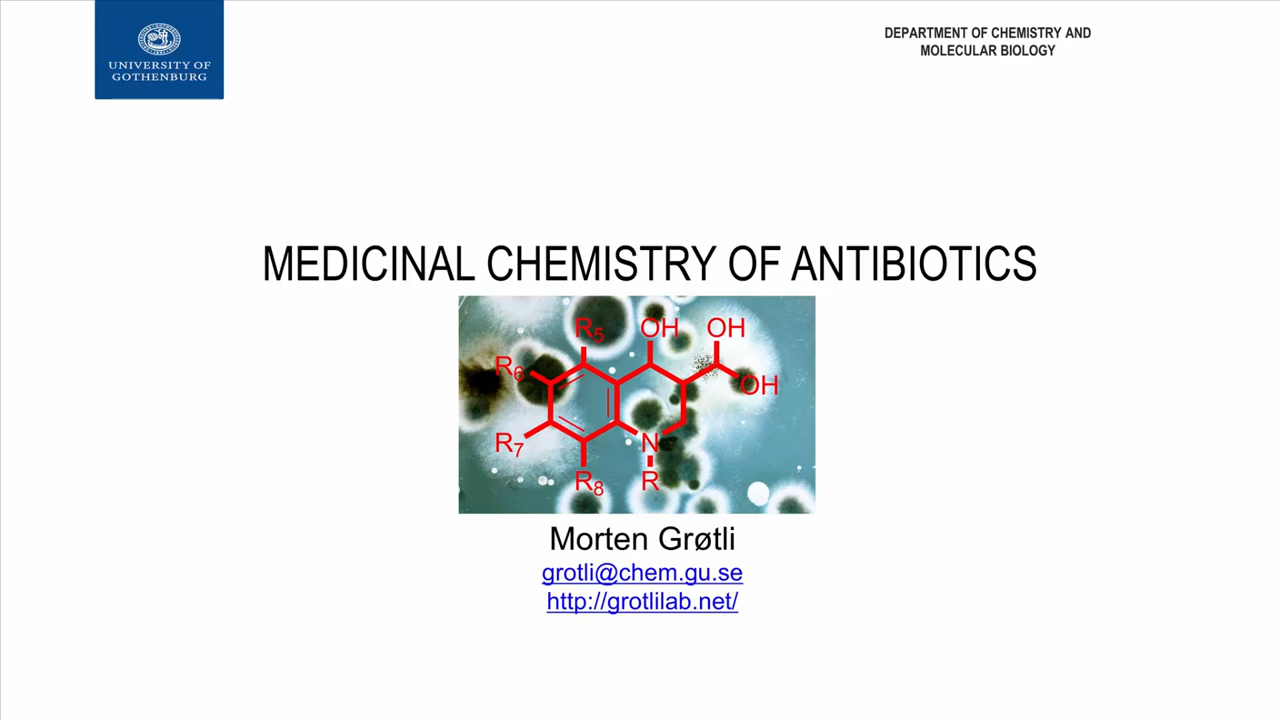 UNIVERSITY OF
GOTHENBURG
DEPARTMENT OF CHEMISTRY AND
MOLECULAR BIOLOGY
MEDICINAL CHEMISTRY OF ANTIBIOTICS
R5 OH OH
R6 OH
R7 N
R8 R
Morten Grøtli
grotli@chem.gu.se
http://grotlilab.net/